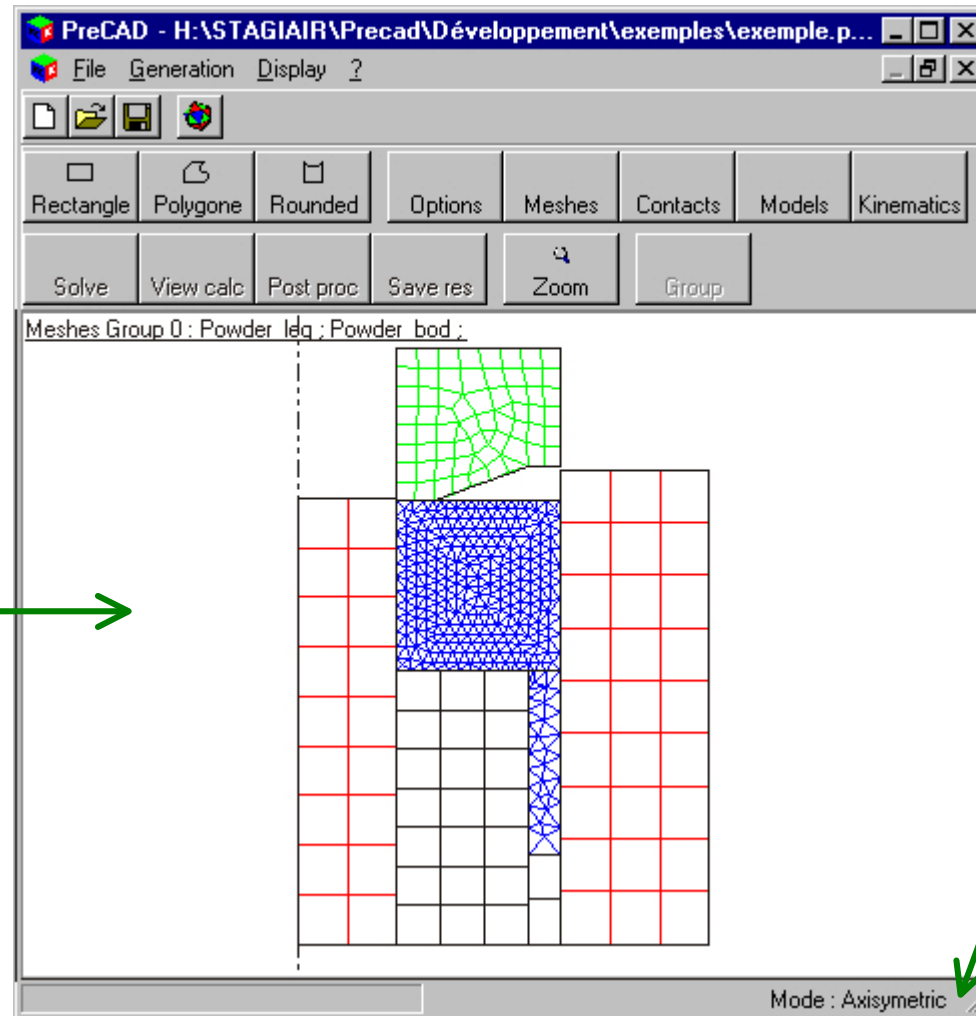 PreCAD - H:\STAGIAIR\Precad\Développement\exemples\exemple.p...
File Generation Display ?
Rectangle Polygone Rounded Options Meshes Contacts Models Kinematics
Solve View calc Post proc Save res Zoom Group
Meshes Group 0 : Powder_leg ; Powder_bod ;
Mode : Axisymetric